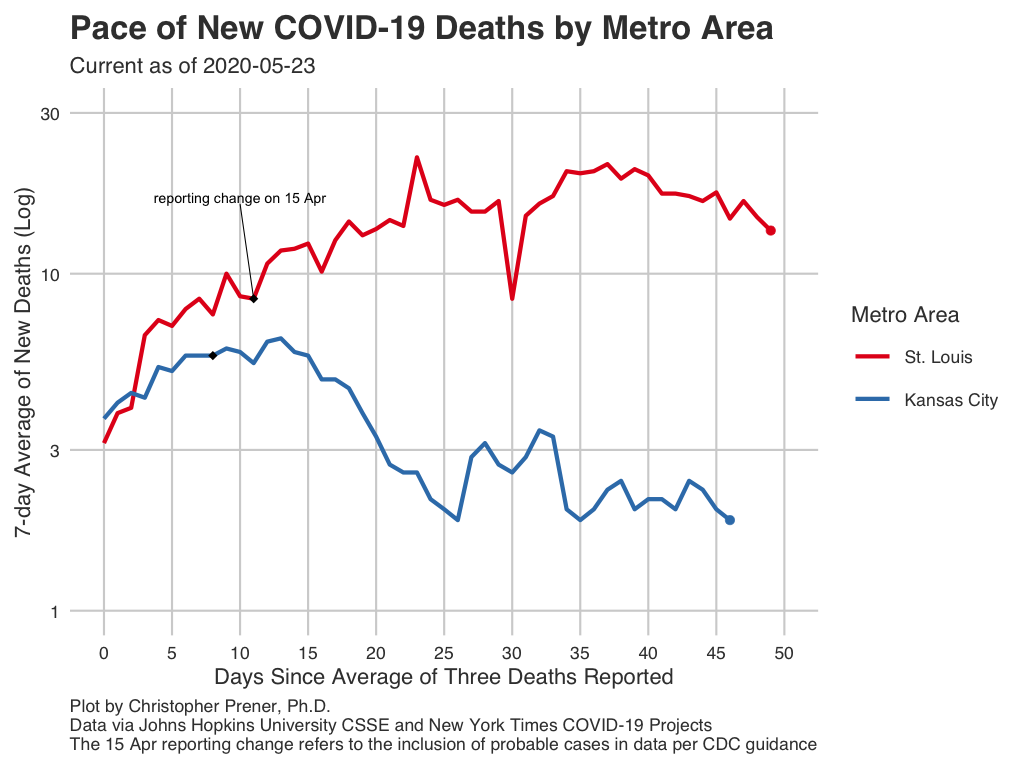 Pace of New COVID-19 Deaths by Metro Area
Current as of 2020-05-23
30
10
3
1
7-day Average of New Deaths (Log)
reporting change on 15 Apr
0 5 10 15 20 25 30 35 40 45 50
Days Since Average of Three Deaths Reported
Metro Area
St. Louis
Kansas City
Plot by Christopher Prener, Ph.D.
Data via Johns Hopkins University CSSE and New York Times COVID-19 Projects
The 15 Apr reporting change refers to the inclusion of probable cases in data per CDC guidance